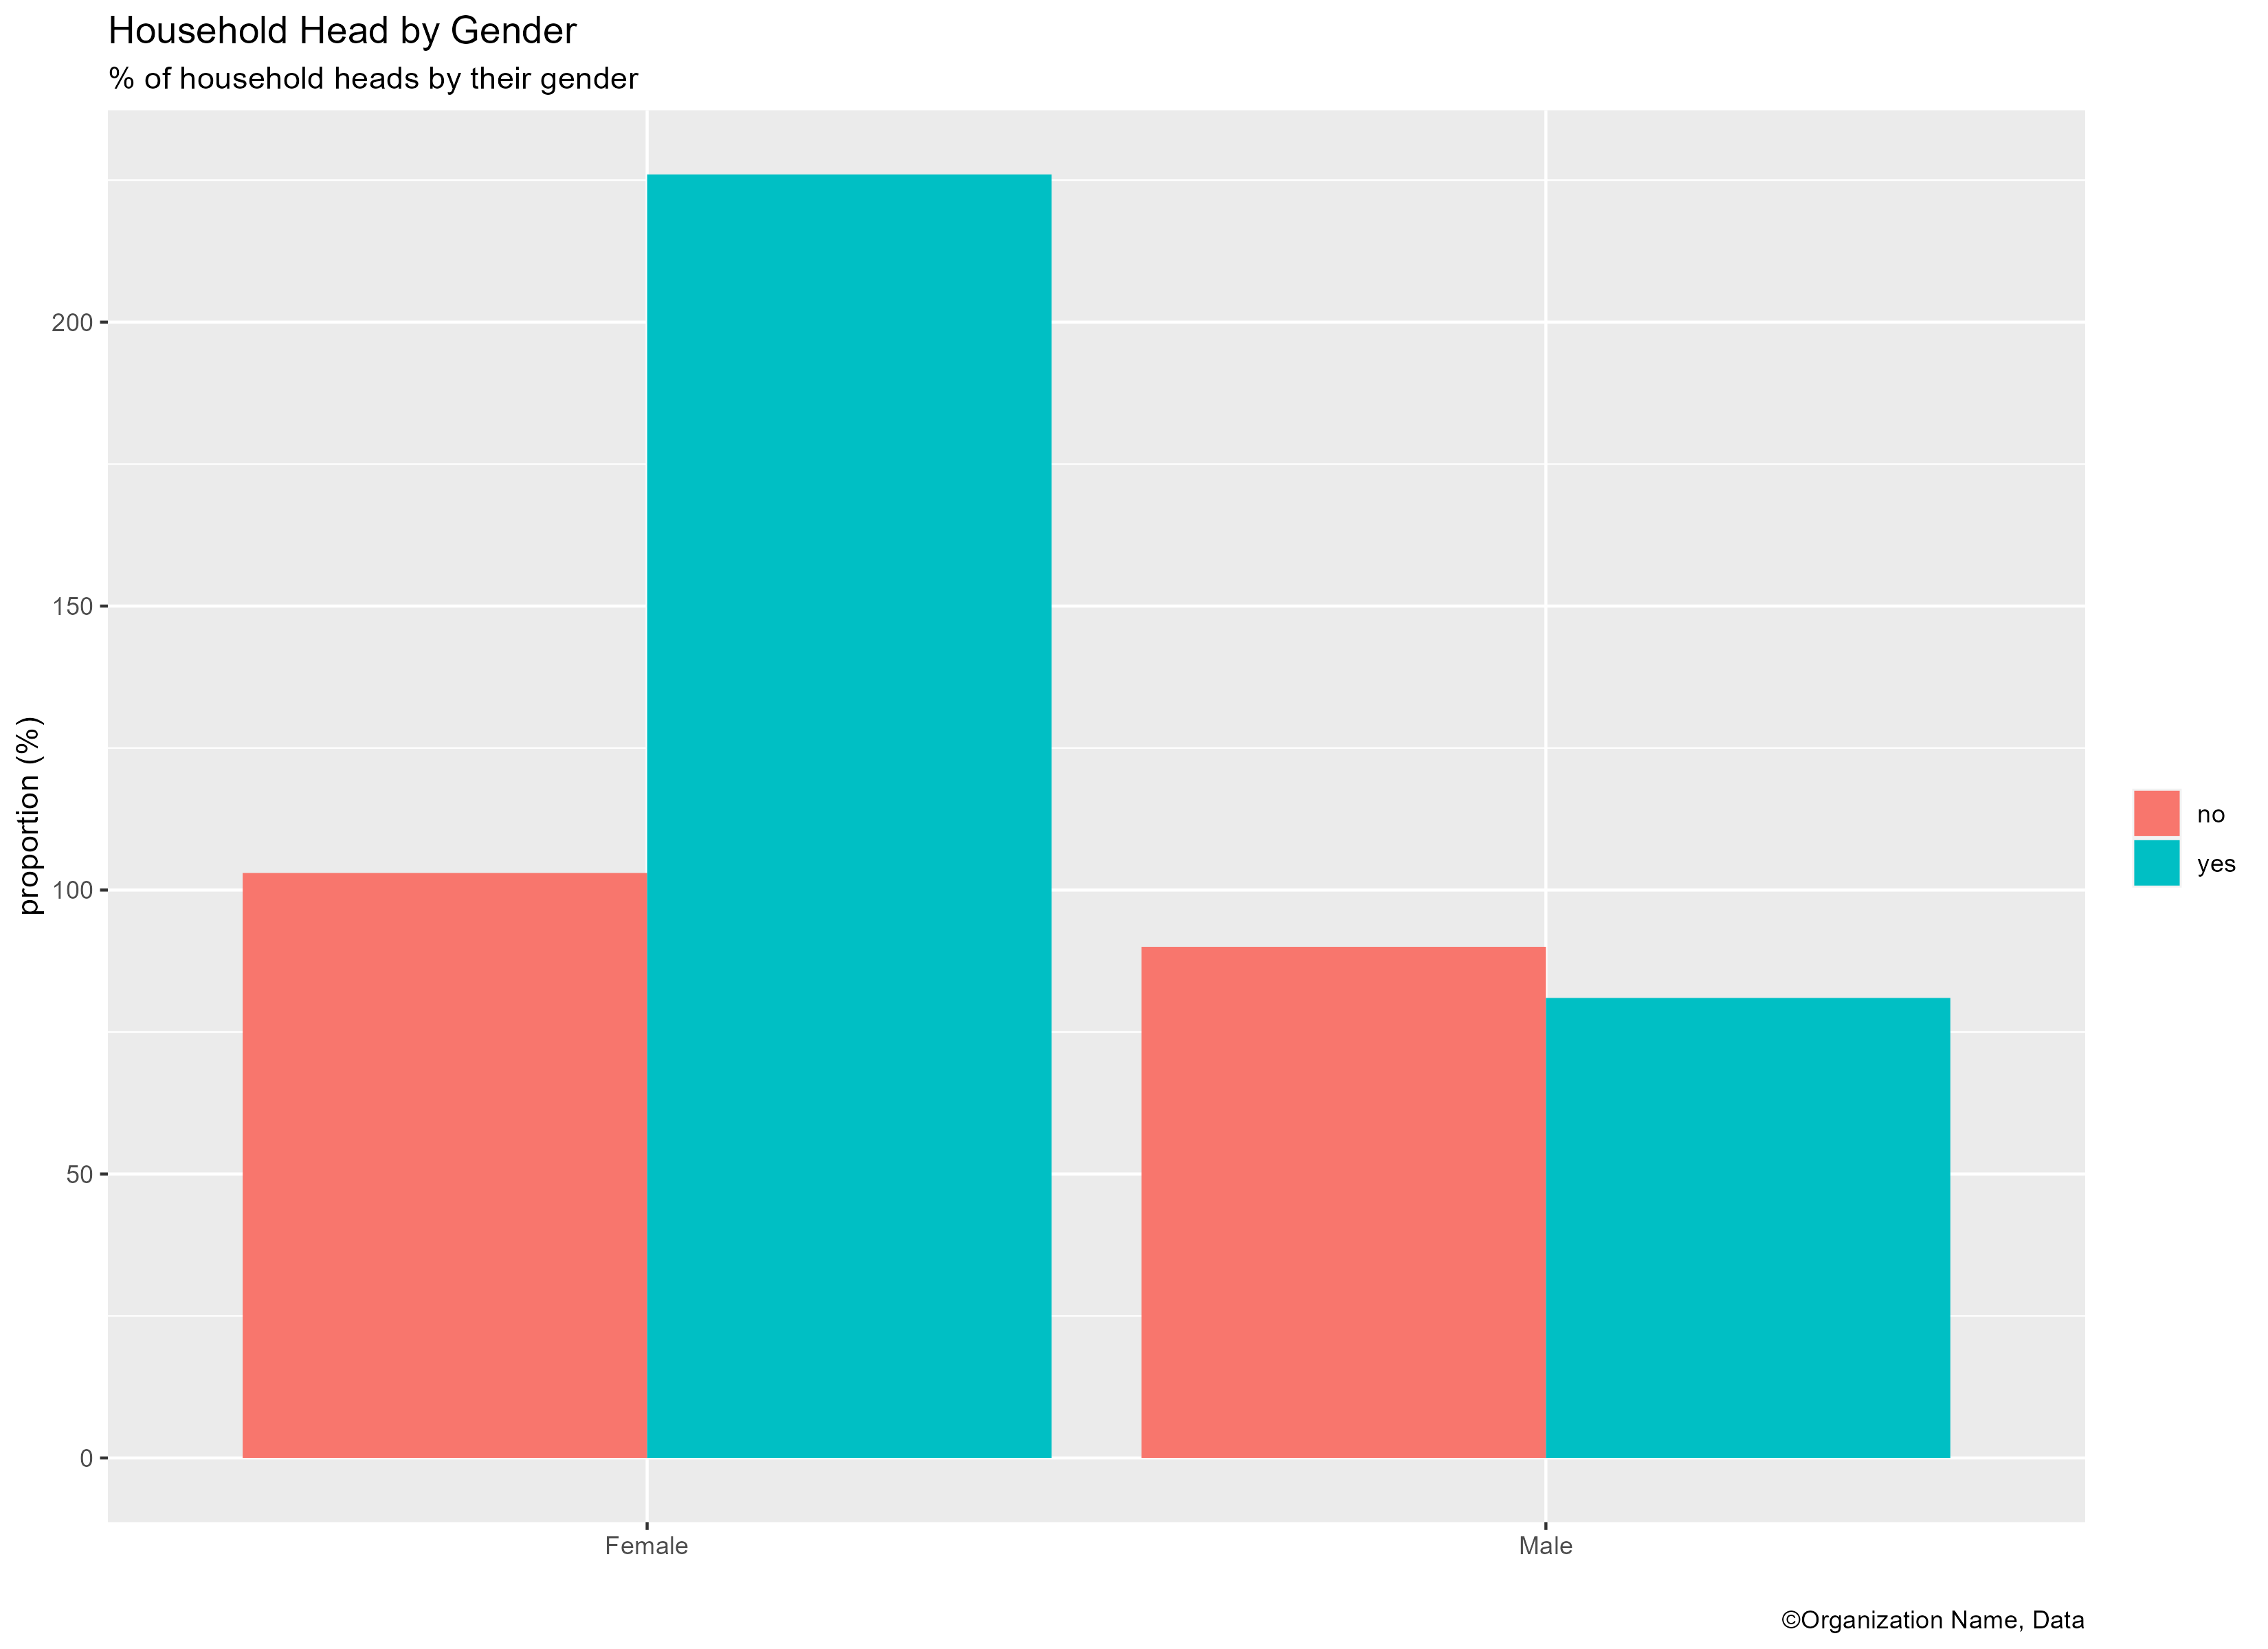 Household Head by Gender
% of household heads by their gender
proportion (%)
200
150
100
50
0
Female
Male
no
yes
©Organization Name, Data